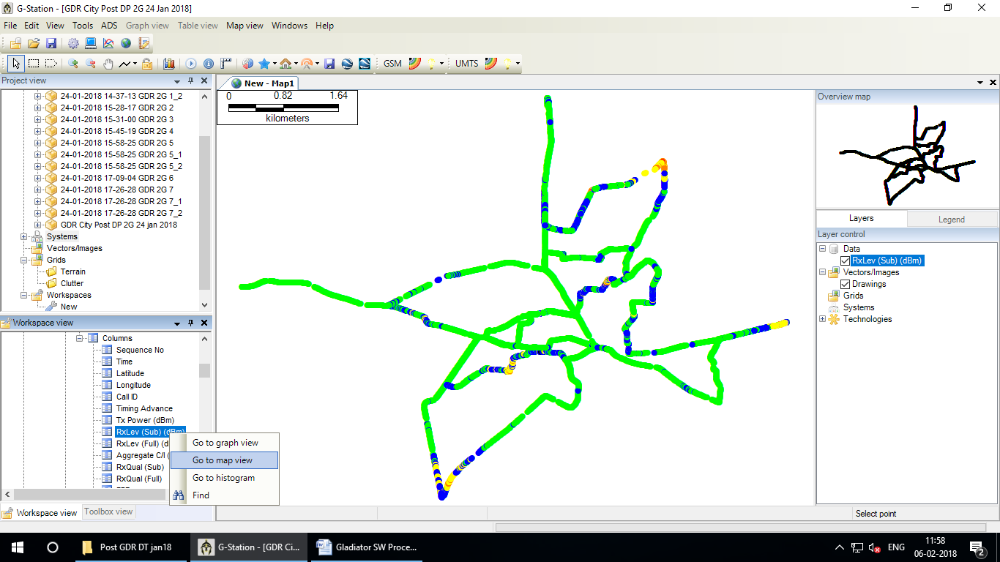 G-Station - [GDR City Post DP 2G 24 Jan 2018]
File Edit View Tools ADS Graph view Table view Map view Windows Help
GSM UMTS
Project view
24-01-2018 14-37-13 GDR 2G 1_2
24-01-2018 15-28-17 GDR 2G 2
24-01-2018 15-31-00 GDR 2G 3
24-01-2018 15-45-19 GDR 2G 4
24-01-2018 15-58-25 GDR 2G 5
24-01-2018 15-58-25 GDR 2G 5_1
24-01-2018 15-58-25 GDR 2G 5_2
24-01-2018 17-09-04 GDR 2G 6
24-01-2018 17-26-28 GDR 2G 7
24-01-2018 17-26-28 GDR 2G 7_1
24-01-2018 17-26-28 GDR 2G 7_2
GDR City Post DP 2G 24 jan 2018
Systems
Vectors/Images
Grids
Terrain
Clutter
Workspaces
New
Workspace view
Columns
Sequence No
Time
Latitude
Longitude
Call ID
Timing Advance
Tx Power (dBm)
RxLev (Sub) (dBm)
RxLev (Full) (d
Aggregate C/I (
RxQual (Sub)
RxQual (Full)
Go to graph view
Go to map view
Go to histogram
Find
Workspace view Toolbox view
New - Map1
0 0.82 1.64
kilometers
Overview map
Layers Legend
Layer control
Data
RxLev (Sub) (dBm)
Vectors/Images
Drawings
Grids
Systems
Technologies
Select point
Post GDR DT jan18
G-Station - [GDR Ci...
Gladiator SW Proce...
ENG
11:58
06-02-2018
2